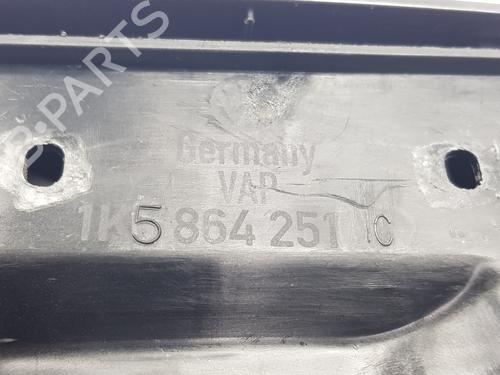 B-PARTS
Germany
VAP
1K5 864 251 C